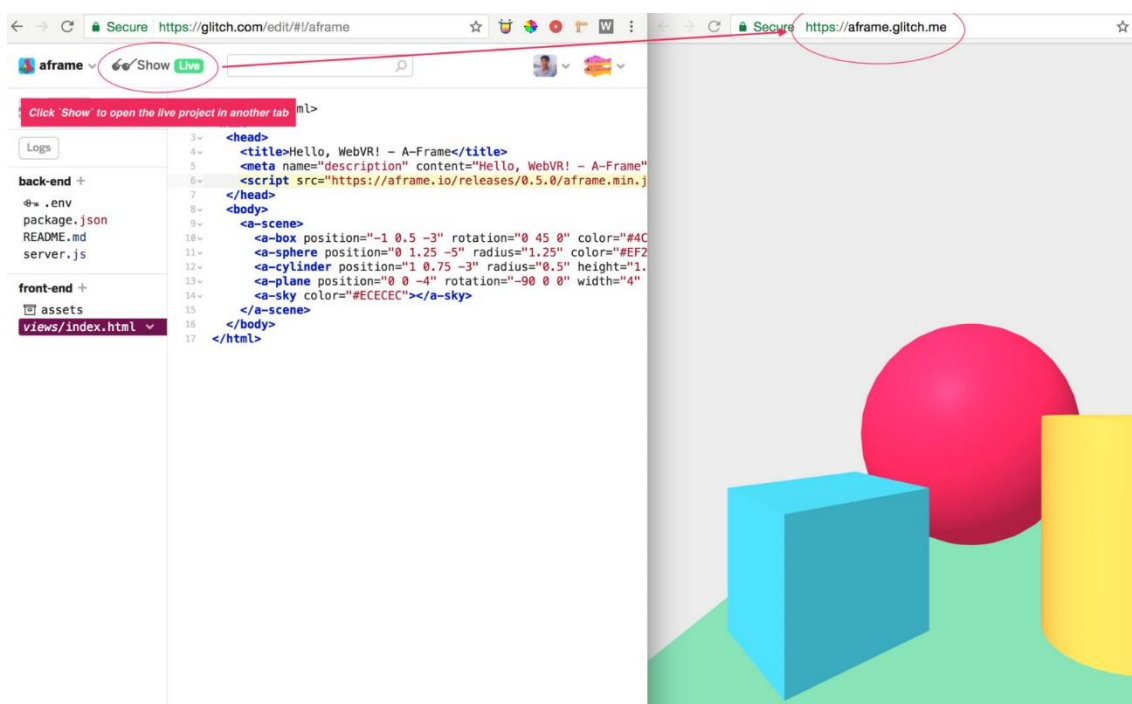 Secure https://glitch.com/edit/#!/aframe
W
Secure https://aframe.glitch.me
aframe
Show Live
Click `Show` to open the live project in another tab
ml>
Logs
3 <head>
4 <title>Hello, WebVR! – A-Frame</title>
5 <meta name="description" content="Hello, WebVR! – A-Frame"
6 <script src="https://aframe.io/releases/0.5.0/aframe.min.j
7 </head>
8 <body>
9 <a-scene>
10 <a-box position="-1 0.5 -3" rotation="0 45 0" color="#4C
11 <a-sphere position="0 1.25 -5" radius="1.25" color="#EF2
12 <a-cylinder position="1 0.75 -3" radius="0.5" height="1.
13 <a-plane position="0 0 -4" rotation="-90 0 0" width="4"
14 <a-sky color="#ECECEC"></a-sky>
15 </a-scene>
16 </body>
17 </html>
back-end +
.env
package.json
README.md
server.js
front-end +
assets
views/index.html